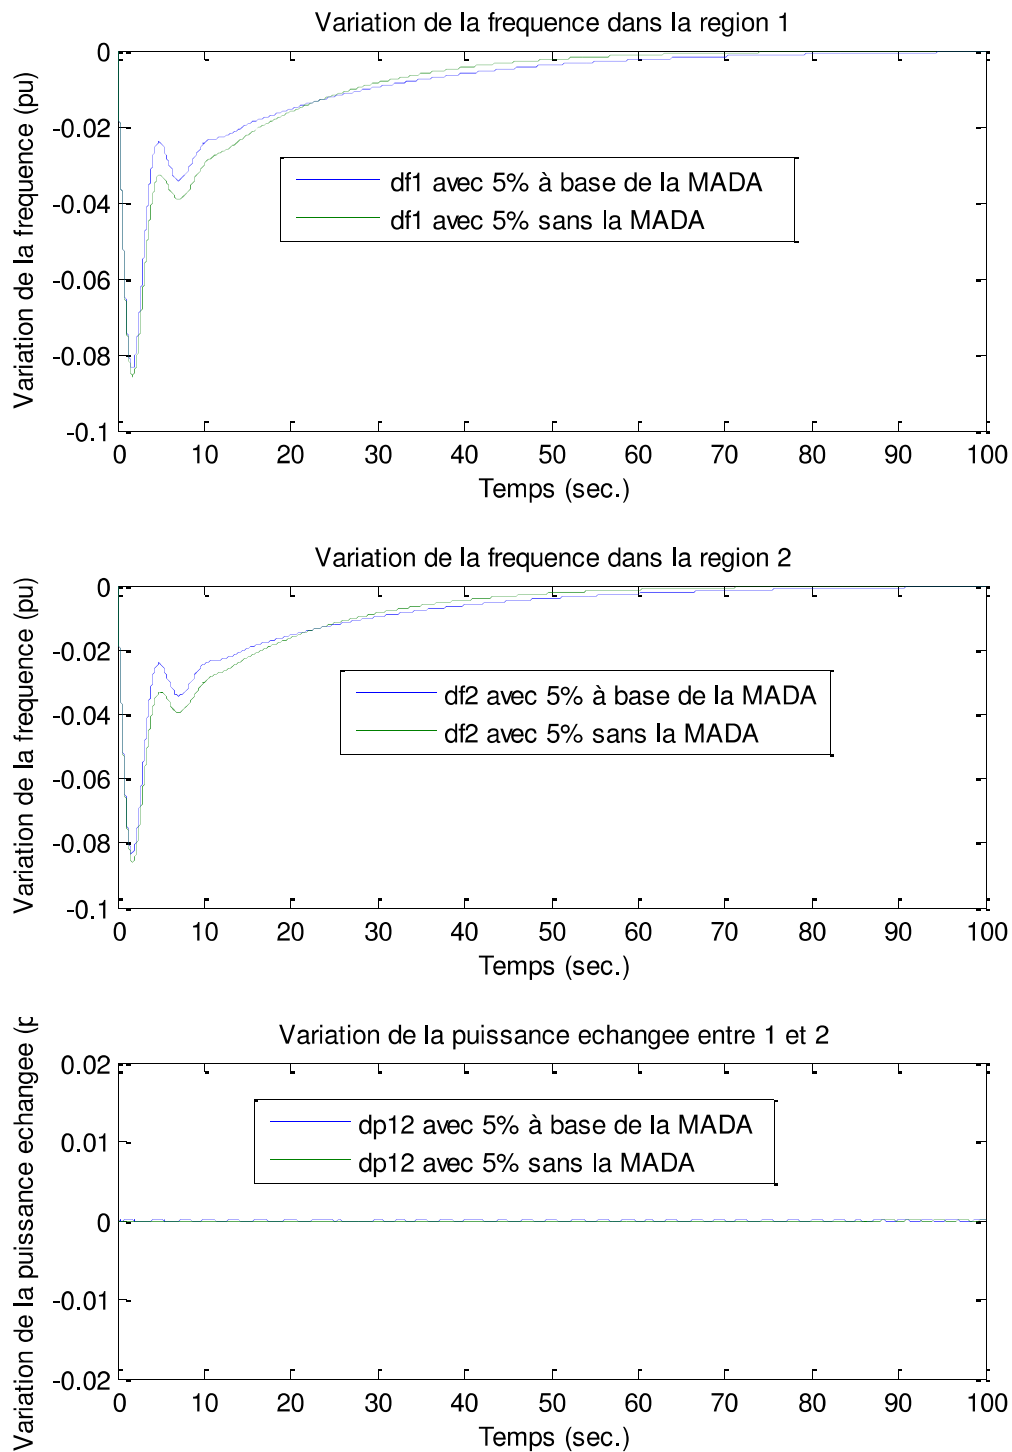 Variation de la frequence dans la region 1
Variation de la frequence (pu)
0
-0.02
-0.04
-0.06
-0.08
-0.1
df1 avec 5% à base de la MADA
df1 avec 5% sans la MADA
0 10 20 30 40 50 60 70 80 90 100
Temps (sec.)
Variation de la frequence dans la region 2
Variation de la frequence (pu)
0
-0.02
-0.04
-0.06
-0.08
-0.1
df2 avec 5% à base de la MADA
df2 avec 5% sans la MADA
0 10 20 30 40 50 60 70 80 90 100
Temps (sec.)
Variation de la puissance echangee entre 1 et 2
Variation de la puissance echangee (p
0.02
0.01
0
-0.01
-0.02
dp12 avec 5% à base de la MADA
dp12 avec 5% sans la MADA
0 10 20 30 40 50 60 70 80 90 100
Temps (sec.)